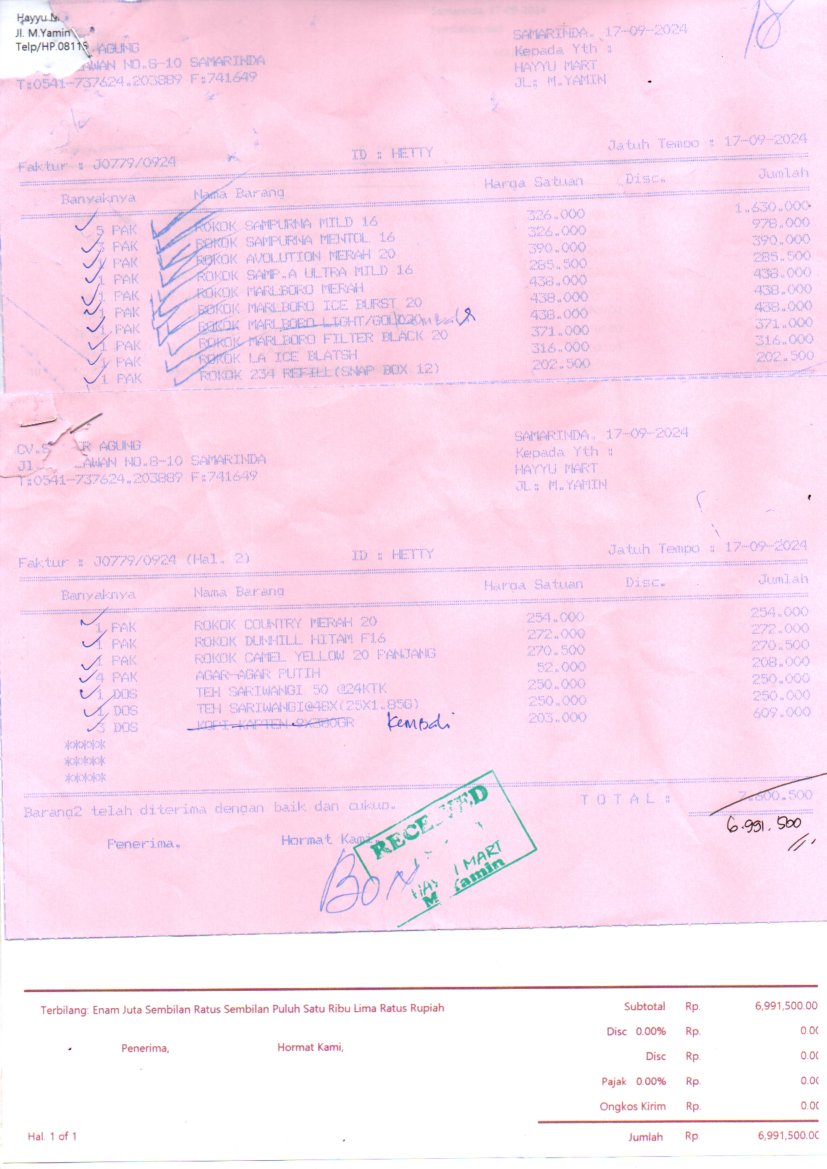 Hayyu M
Jl. M.Yamin
Telp/HP.0811
AGUNG
AWAN NO.8-10 SAMARINDA
T:0541-737624.203889 F:741649
SAMARINDA, 17-09-2024
Kepada Yth :
HAYYU MART
JL: M.YAMIN
18
Faktur : J0779/0924 ID : HETTY Jatuh Tempo : 17-09-2024
Banyaknya Nama Barang Harga Satuan Disc. Jumlah
5 PAK ROKOK SAMPURNA MILD 16 326.000 1.630.000
3 PAK ROKOK SAMPURNA MENTOL 16 326.000 978.000
1 PAK ROKOK AVOLUTION MERAH 20 390.000 390.000
1 PAK ROKOK SAMP.A ULTRA MILD 16 285.500 285.500
1 PAK ROKOK MARLBORO MERAH 438.000 438.000
1 PAK ROKOK MARLBORO ICE BURST 20 438.000 438.000
1 PAK ROKOK MARLBORO LIGHT/GOLD20 438.000 438.000
1 PAK ROKOK MARLBORO FILTER BLACK 20 371.000 371.000
1 PAK ROKOK LA ICE BLATSH 316.000 316.000
1 PAK ROKOK 234 REFILL(SNAP BOX 12) 202.500 202.500
CV.S R AGUNG
Jl AWAN NO.8-10 SAMARINDA
T:0541-737624.203889 F:741649
SAMARINDA, 17-09-2024
Kepada Yth :
HAYYU MART
JL: M.YAMIN
Faktur : J0779/0924 (Hal. 2) ID : HETTY Jatuh Tempo : 17-09-2024
Banyaknya Nama Barang Harga Satuan Disc. Jumlah
1 PAK ROKOK COUNTRY MERAH 20 254.000 254.000
1 PAK ROKOK DUNHILL HITAM F16 272.000 272.000
1 PAK ROKOK CAMEL YELLOW 20 PANJANG 270.500 270.500
4 PAK AGAR-AGAR PUTIH 52.000 208.000
1 DOS TEH SARIWANGI 50 @24KTK 250.000 250.000
1 DOS TEH SARIWANGI@48X(25X1.85G) 250.000 250.000
3 DOS KOPI KAPTEN 9X380GR Kembali 203.000 609.000
*****
*****
*****
Barang2 telah diterima dengan baik dan cukup. TOTAL : 7.600.500
6.991.500
Penerima, Hormat Kami
RECEIVED
HAYYU MART
M. Yamin
BON
Terbilang: Enam Juta Sembilan Ratus Sembilan Puluh Satu Ribu Lima Ratus Rupiah
Subtotal Rp. 6,991,500.00
Disc 0.00% Rp. 0.00
Penerima, Hormat Kami,
Disc Rp. 0.00
Pajak 0.00% Rp. 0.00
Ongkos Kirim Rp. 0.00
Hal. 1 of 1
Jumlah Rp. 6,991,500.00